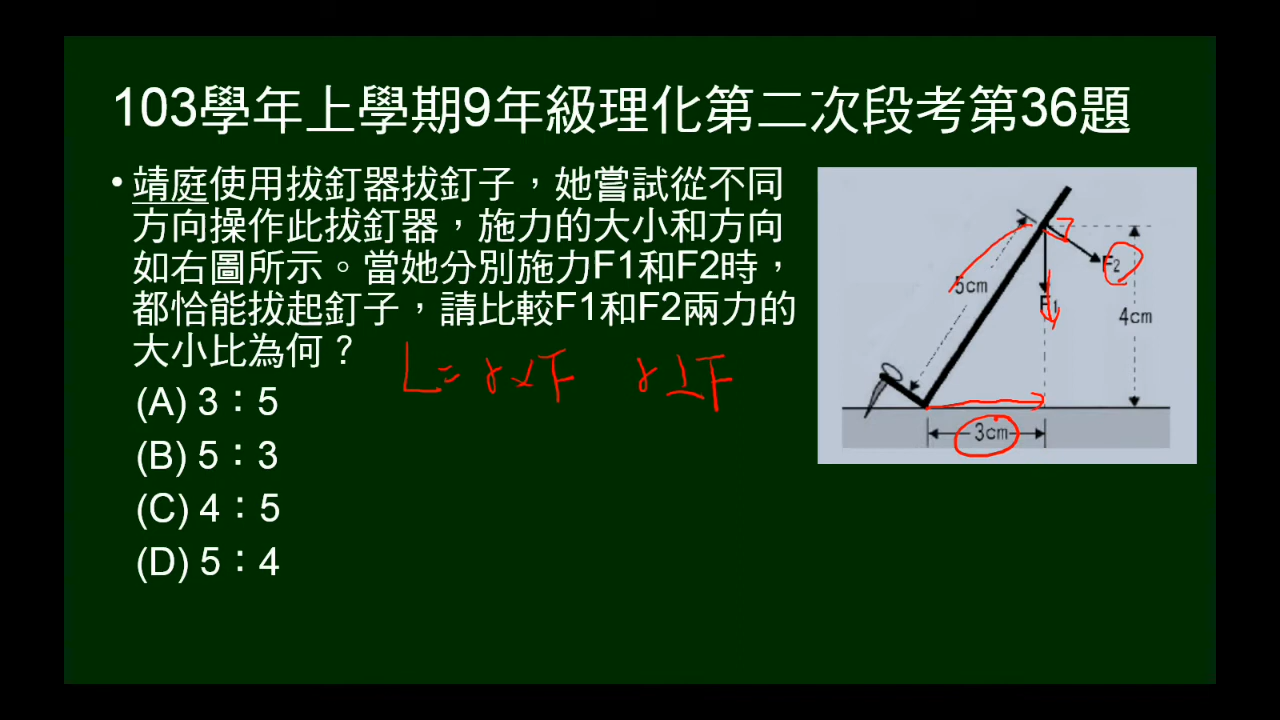 103學年上學期9年級理化第二次段考第36題
• 靖庭使用拔釘器拔釘子，她嘗試從不同
方向操作此拔釘器，施力的大小和方向
如右圖所示。當她分別施力F1和F2時，
都恰能拔起釘子，請比較F1和F2兩力的
大小比為何？
L = r×F r⊥F
(A) 3：5
(B) 5：3
(C) 4：5
(D) 5：4
F2
5cm
F1
4cm
3cm